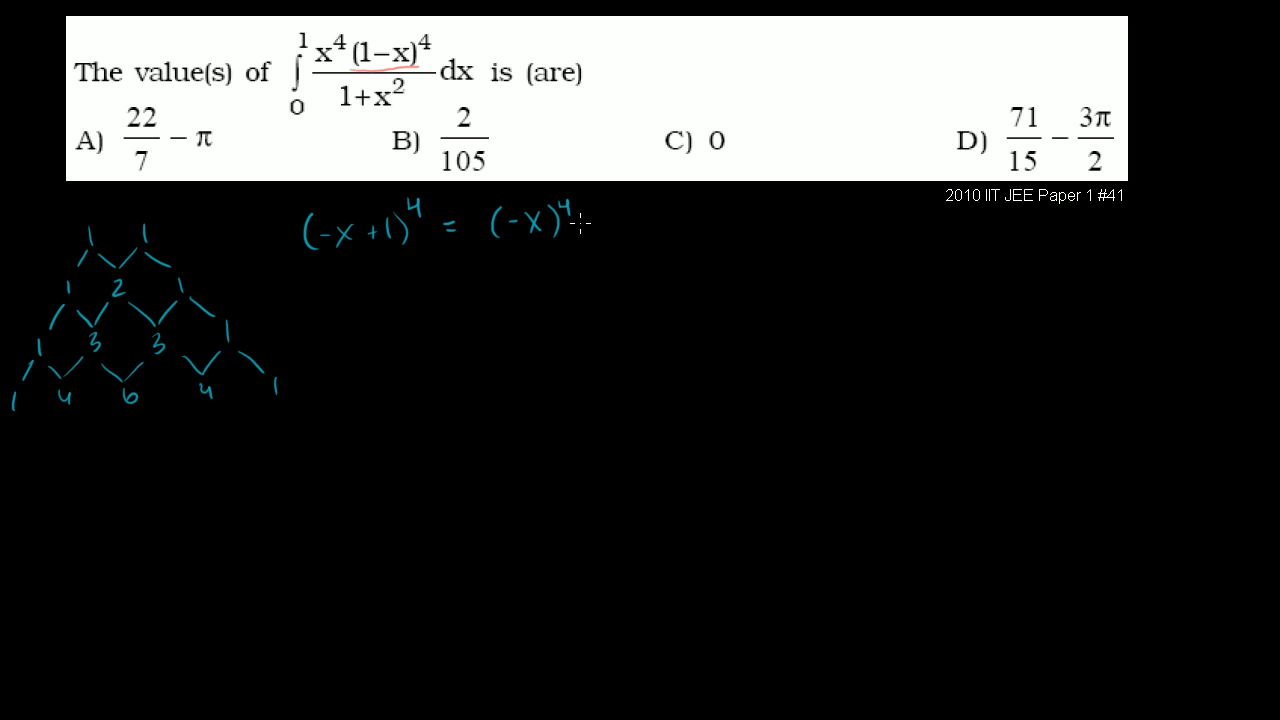 The value(s) of ∫₀¹ x⁴(1−x)⁴/(1+x²) dx is (are)
A) 22/7 − π B) 2/105 C) 0 D) 71/15 − 3π/2
2010 IIT JEE Paper 1 #41
(-x +1)⁴ = (-x)⁴
1 1
1 2 1
1 3 3 1
1 4 6 4 1